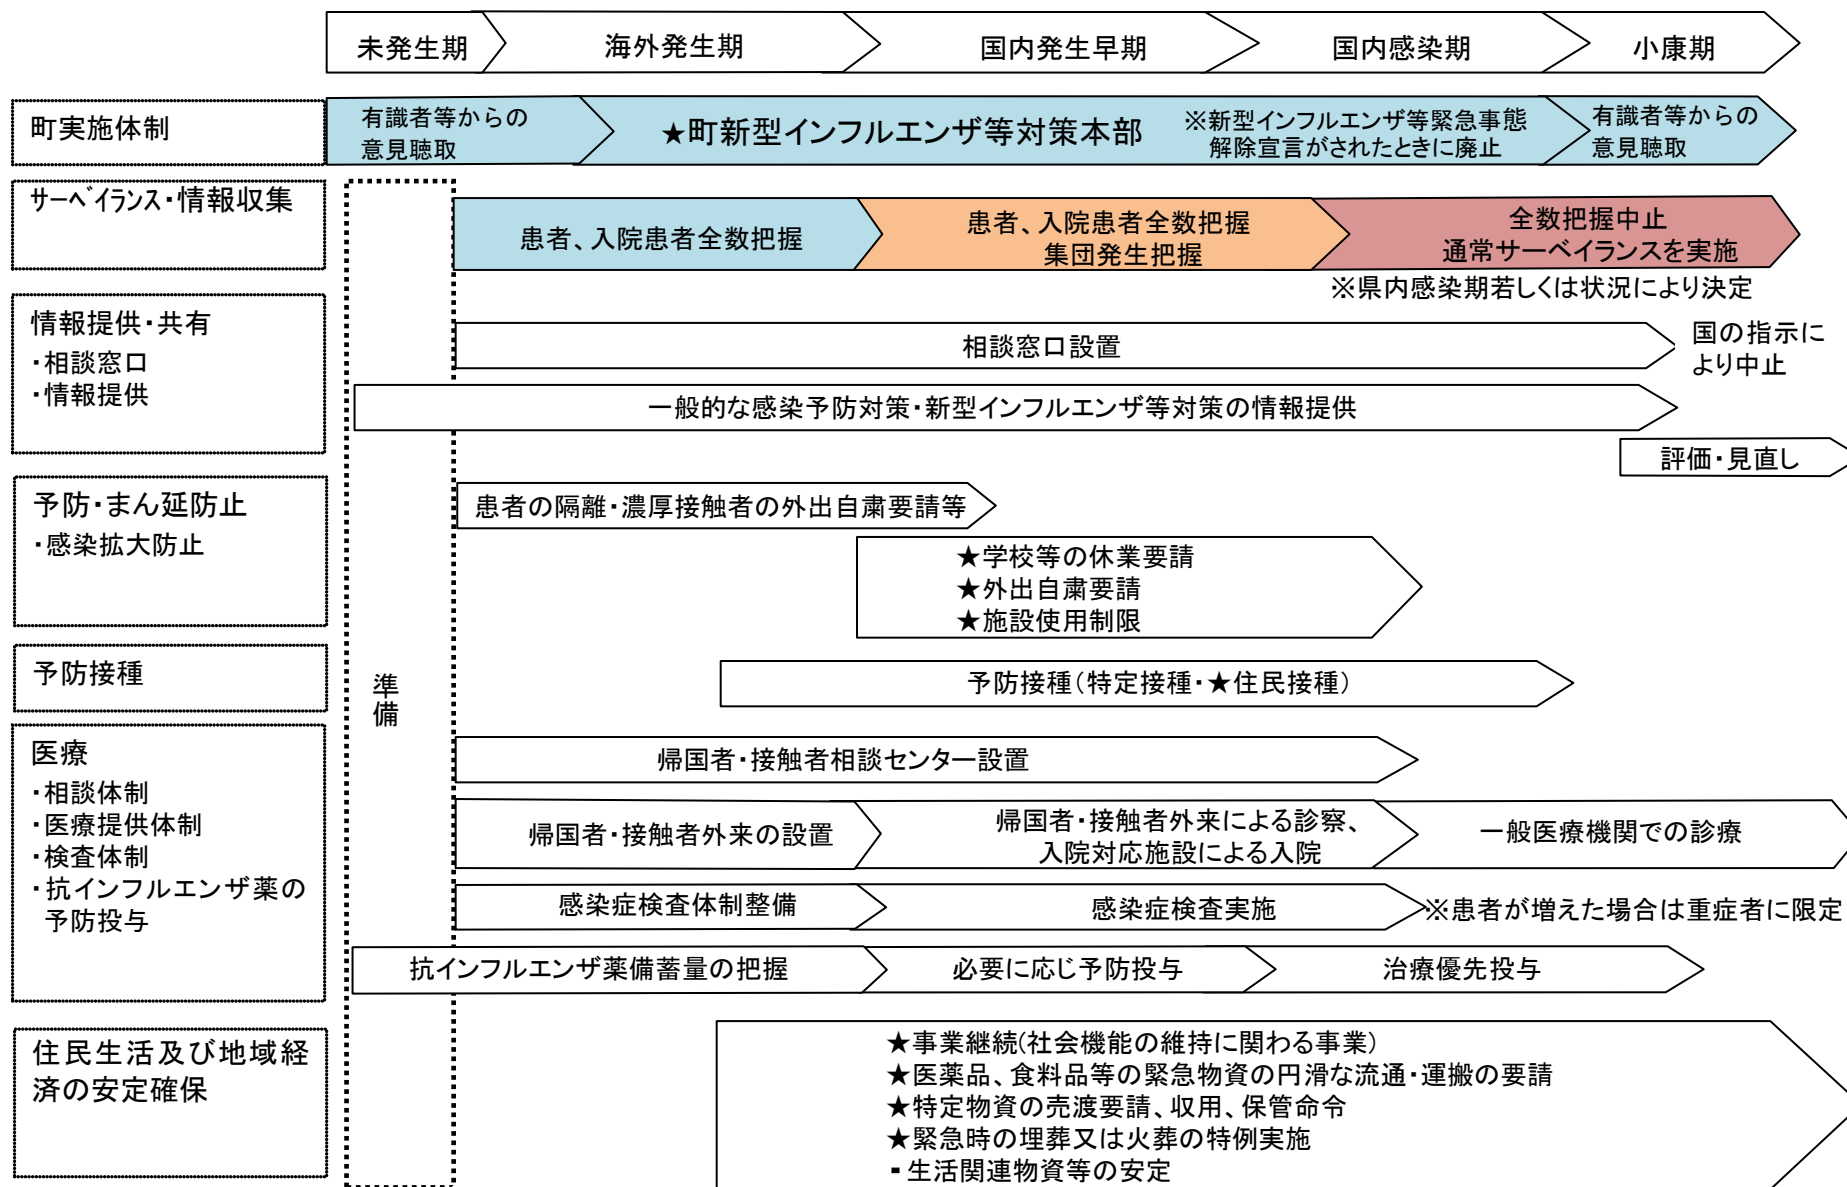 未発生期
海外発生期
国内発生早期
国内感染期
小康期
町実施体制
有識者等からの
意見聴取
★町新型インフルエンザ等対策本部
※新型インフルエンザ等緊急事態
解除宣言がされたときに廃止
有識者等からの
意見聴取
サーベイランス・情報収集
患者、入院患者全数把握
患者、入院患者全数把握
集団発生把握
全数把握中止
通常サーベイランスを実施
※県内感染期若しくは状況により決定
情報提供・共有
・相談窓口
・情報提供
相談窓口設置
国の指示に
より中止
一般的な感染予防対策・新型インフルエンザ等対策の情報提供
評価・見直し
予防・まん延防止
・感染拡大防止
患者の隔離・濃厚接触者の外出自粛要請等
★学校等の休業要請
★外出自粛要請
★施設使用制限
予防接種
準備
予防接種(特定接種・★住民接種)
医療
・相談体制
・医療提供体制
・検査体制
・抗インフルエンザ薬の
予防投与
帰国者・接触者相談センター設置
帰国者・接触者外来の設置
帰国者・接触者外来による診察、
入院対応施設による入院
一般医療機関での診療
感染症検査体制整備
感染症検査実施
※患者が増えた場合は重症者に限定
抗インフルエンザ薬備蓄量の把握
必要に応じ予防投与
治療優先投与
住民生活及び地域経
済の安定確保
★事業継続(社会機能の維持に関わる事業)
★医薬品、食料品等の緊急物資の円滑な流通・運搬の要請
★特定物資の売渡要請、収用、保管命令
★緊急時の埋葬又は火葬の特例実施
▪生活関連物資等の安定